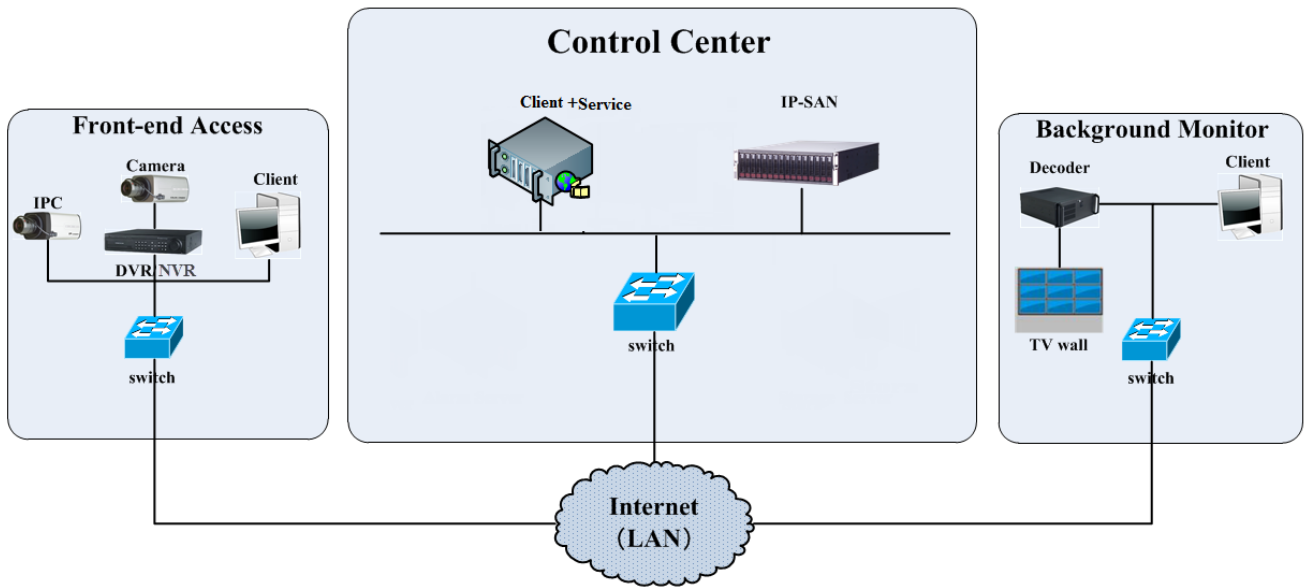 Control Center
Client +Service
IP-SAN
Front-end Access
Camera
Client
IPC
DVR/NVR
switch
switch
Background Monitor
Decoder
Client
TV wall
switch
Internet
（LAN）